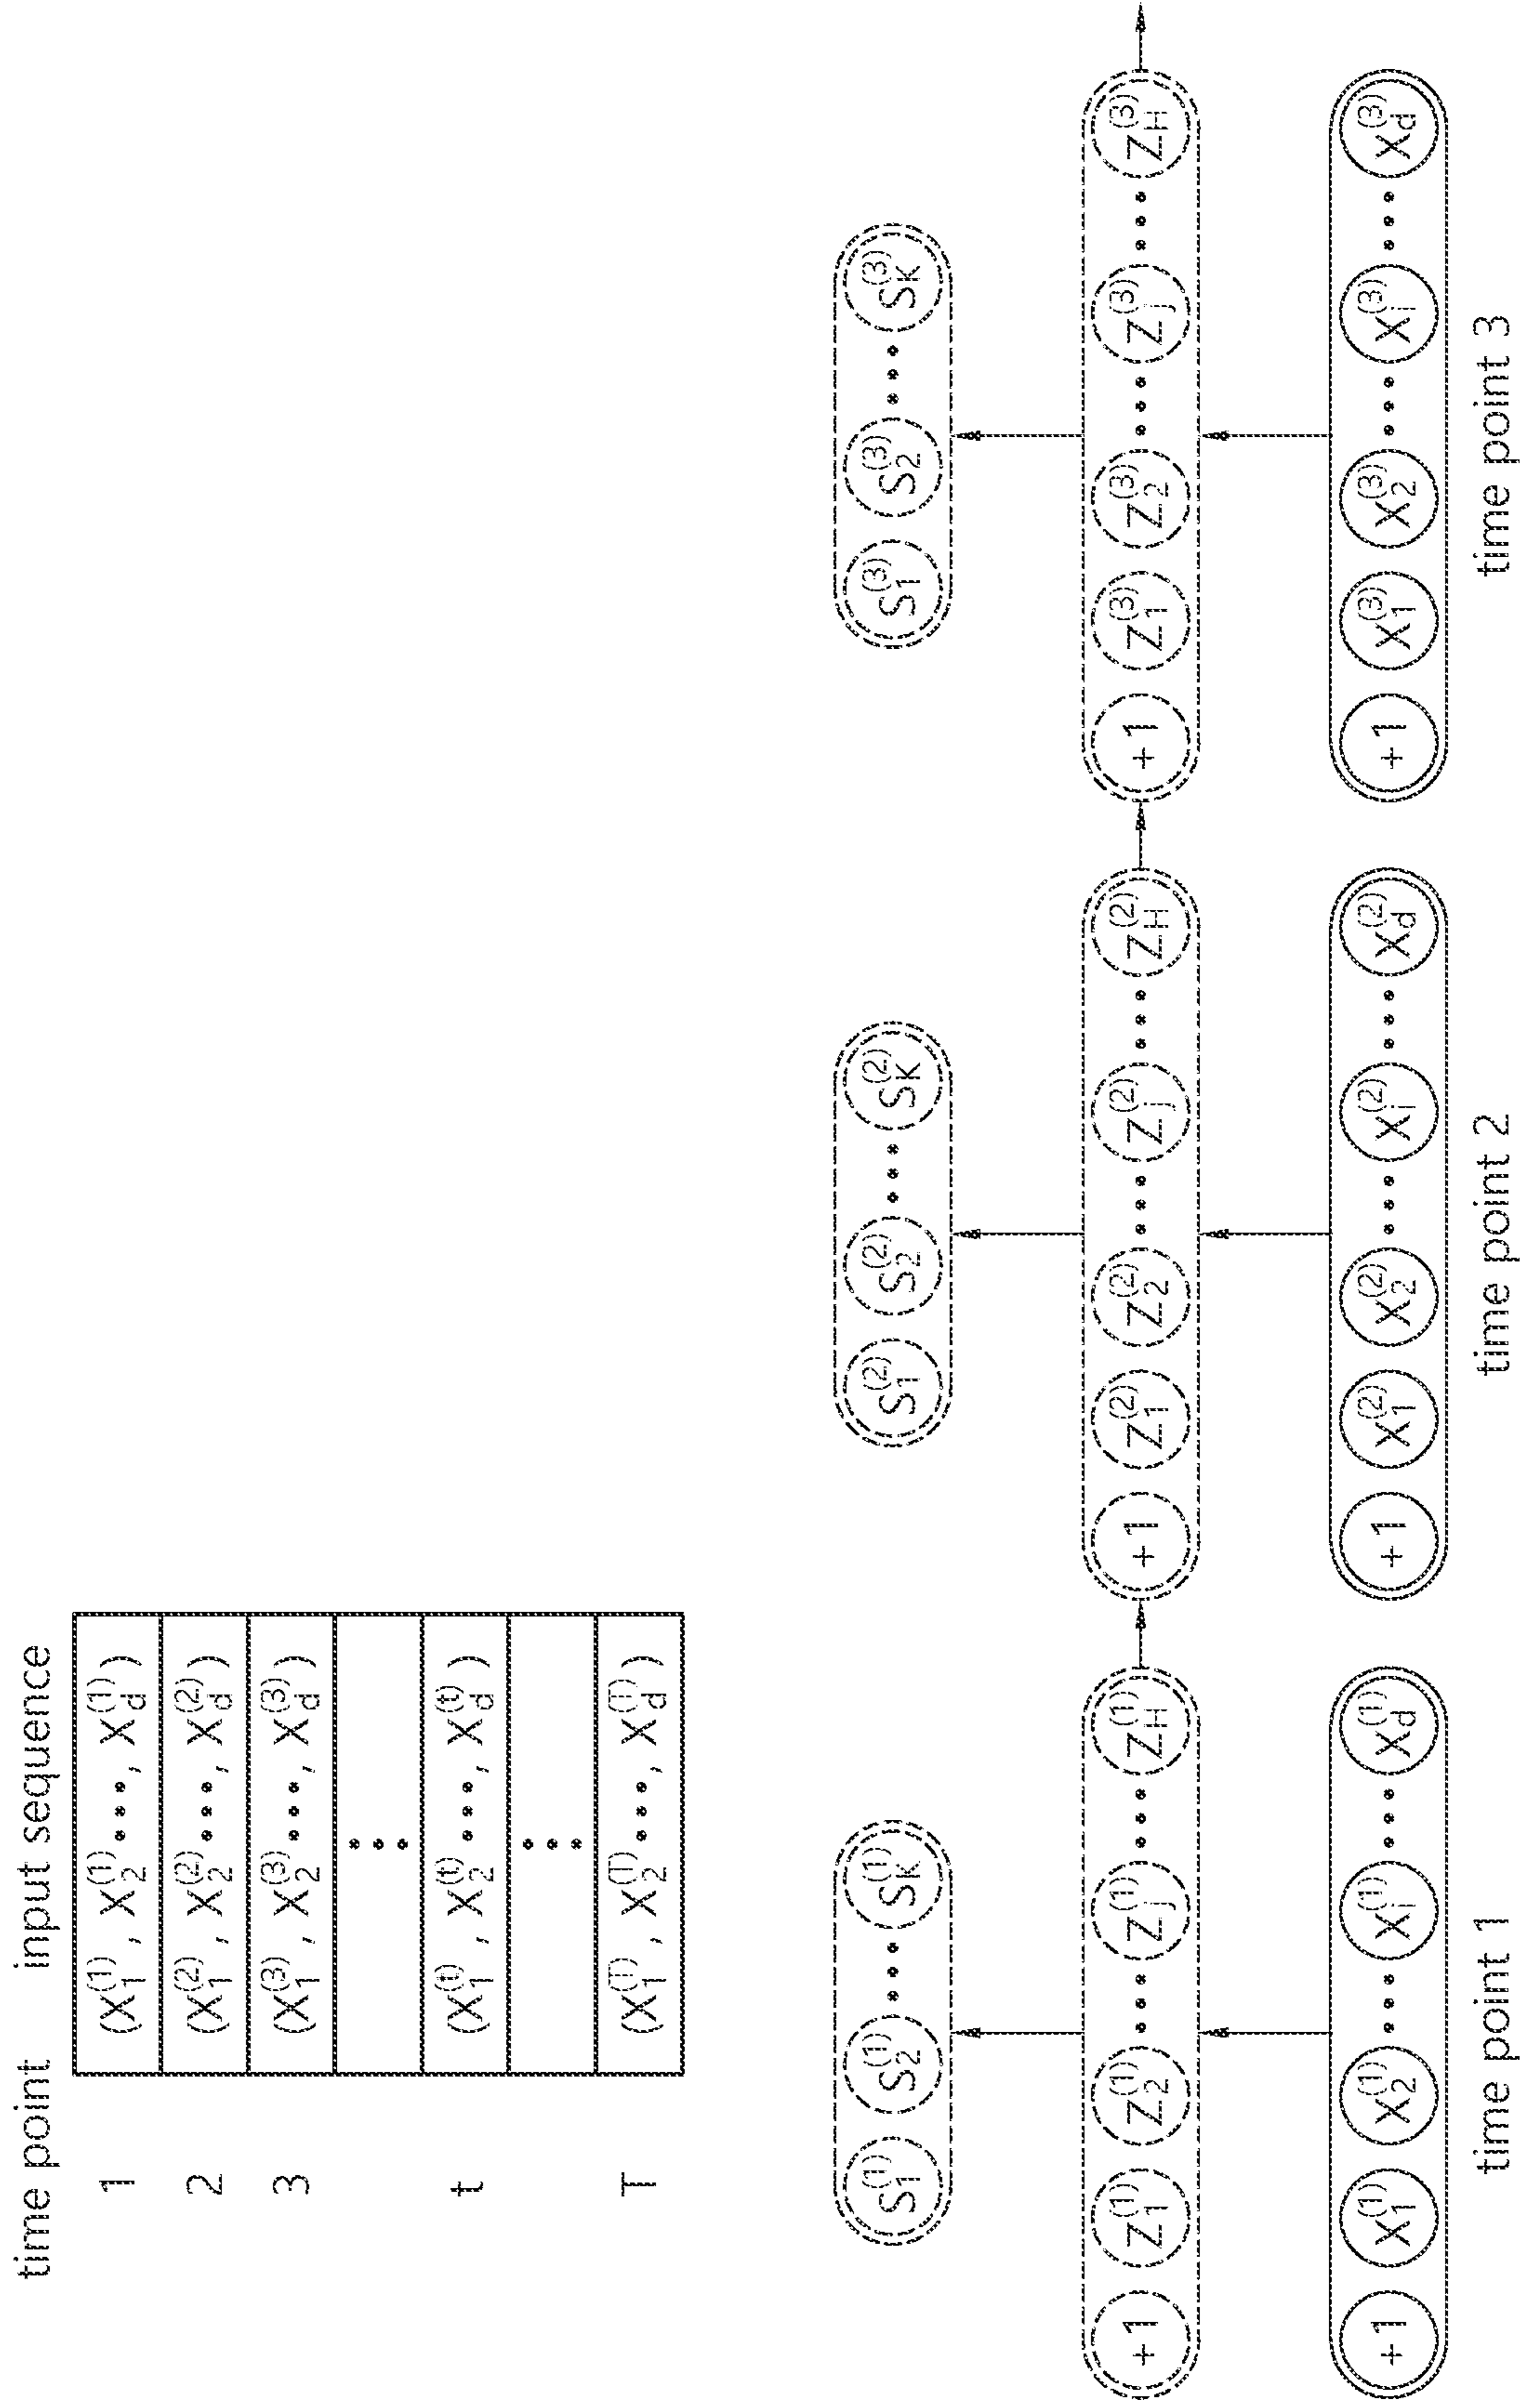 time point input sequence
1 (X₁⁽¹⁾, X₂⁽¹⁾ •••, X_d⁽¹⁾)
2 (X₁⁽²⁾, X₂⁽²⁾ •••, X_d⁽²⁾)
3 (X₁⁽³⁾, X₂⁽³⁾ •••, X_d⁽³⁾)
•••
t (X₁⁽ᵗ⁾, X₂⁽ᵗ⁾ •••, X_d⁽ᵗ⁾)
•••
T (X₁⁽ᵀ⁾, X₂⁽ᵀ⁾ •••, X_d⁽ᵀ⁾)
S₁⁽¹⁾ S₂⁽¹⁾ •••• S_K⁽¹⁾
+1 Z₁⁽¹⁾ Z₂⁽¹⁾ ••• Z_j⁽¹⁾ ••• Z_H⁽¹⁾
+1 X₁⁽¹⁾ X₂⁽¹⁾ ••• X_i⁽¹⁾ ••• X_d⁽¹⁾
time point 1
S₁⁽²⁾ S₂⁽²⁾ ••• S_K⁽²⁾
+1 Z₁⁽²⁾ Z₂⁽²⁾ ••• Z_j⁽²⁾ ••• Z_H⁽²⁾
+1 X₁⁽²⁾ X₂⁽²⁾ ••• X_i⁽²⁾ ••• X_d⁽²⁾
time point 2
S₁⁽³⁾ S₂⁽³⁾ ••• S_K⁽³⁾
+1 Z₁⁽³⁾ Z₂⁽³⁾ ••• Z_j⁽³⁾ ••• Z_H⁽³⁾
+1 X₁⁽³⁾ X₂⁽³⁾ ••• X_i⁽³⁾ ••• X_d⁽³⁾
time point 3